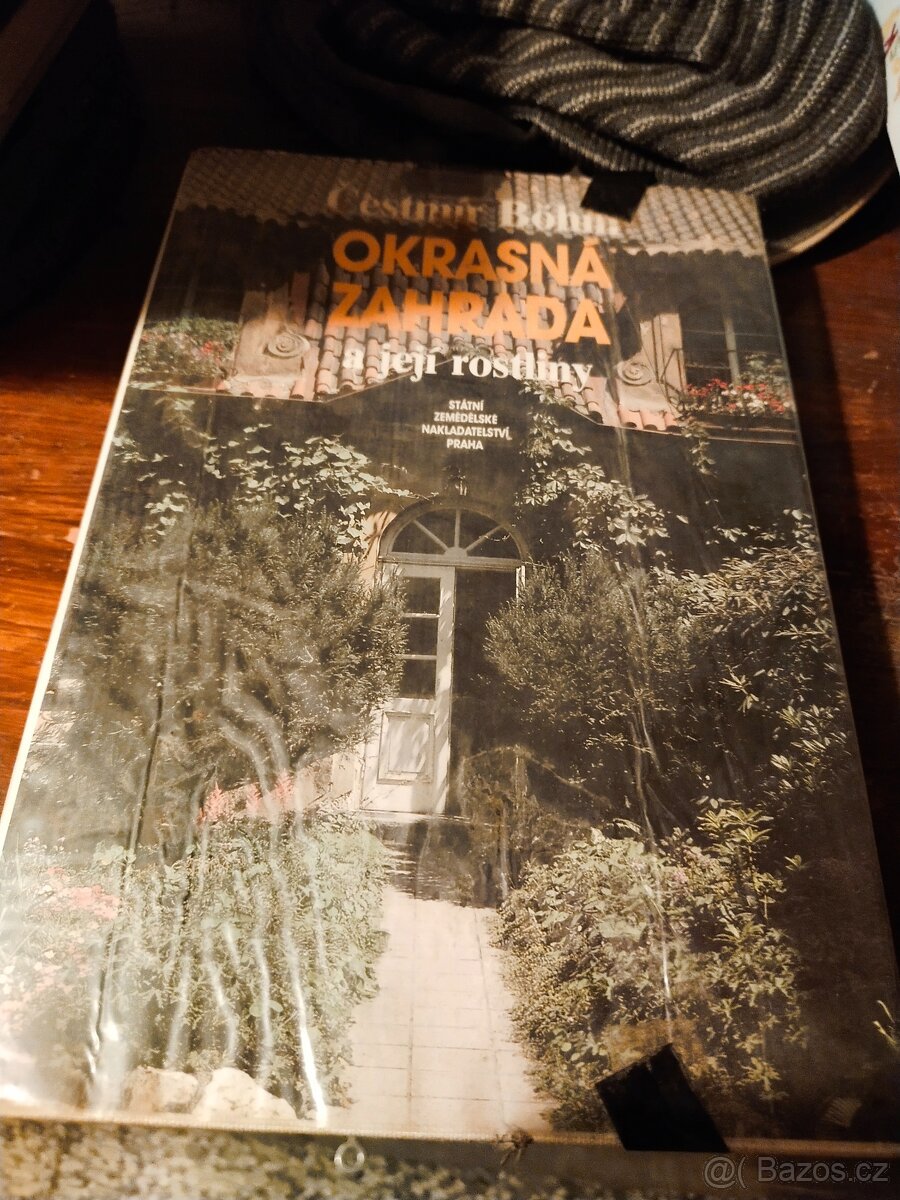 Čestmír Böhm
OKRASNÁ
ZAHRADA
a její rostliny
STÁTNÍ
ZEMĚDĚLSKÉ
NAKLADATELSTVÍ
PRAHA
@( Bazos.cz